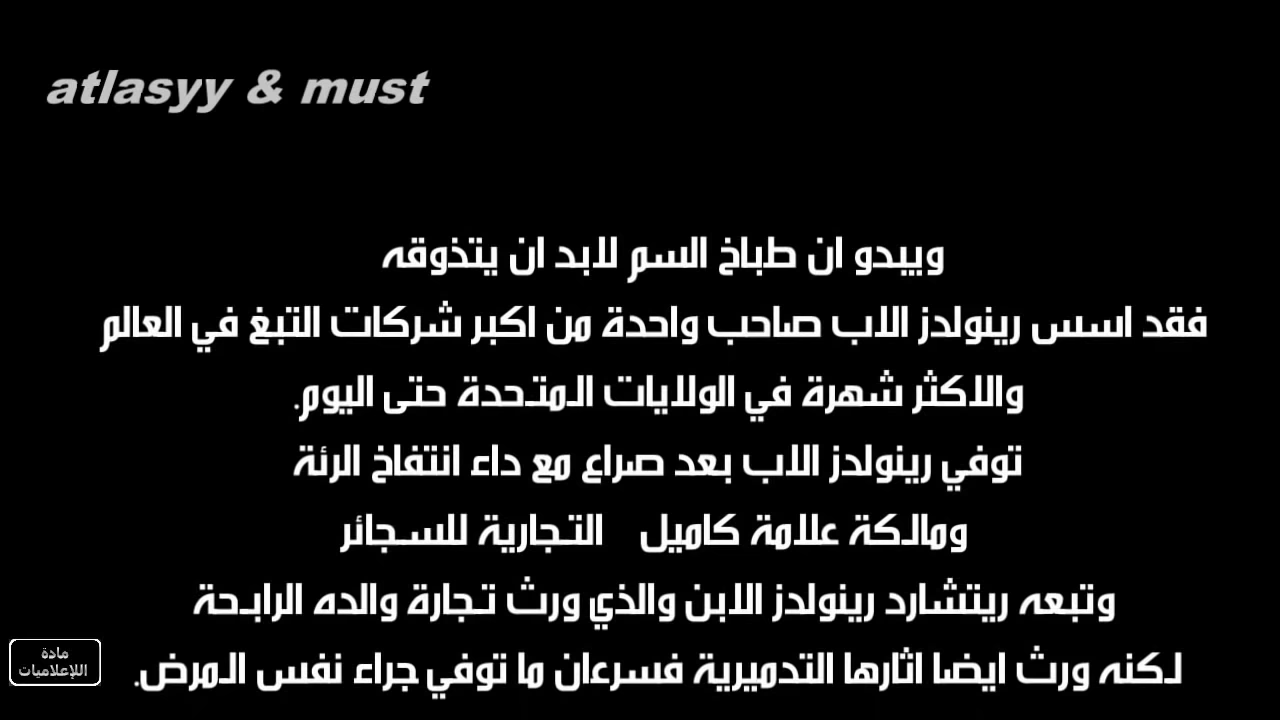 atlasyy & must
ويبدو ان طباخ السم لابد ان يتذوقه
فقد اسس رينولدز الاب صاحب واحدة من اكبر شركات التبغ في العالم
والاكثر شهرة في الولايات المتحدة حتى اليوم.
توفي رينولدز الاب بعد صراع مع داء انتفاخ الرئة
ومالكة علامة كاميل التجارية للسجائر
وتبعه ريتشارد رينولدز الابن والذي ورث تجارة والده الرابحة
لكنه ورث ايضا اثارها التدميرية فسرعان ما توفي جراء نفس المرض.
مادة
اللإعلاميات